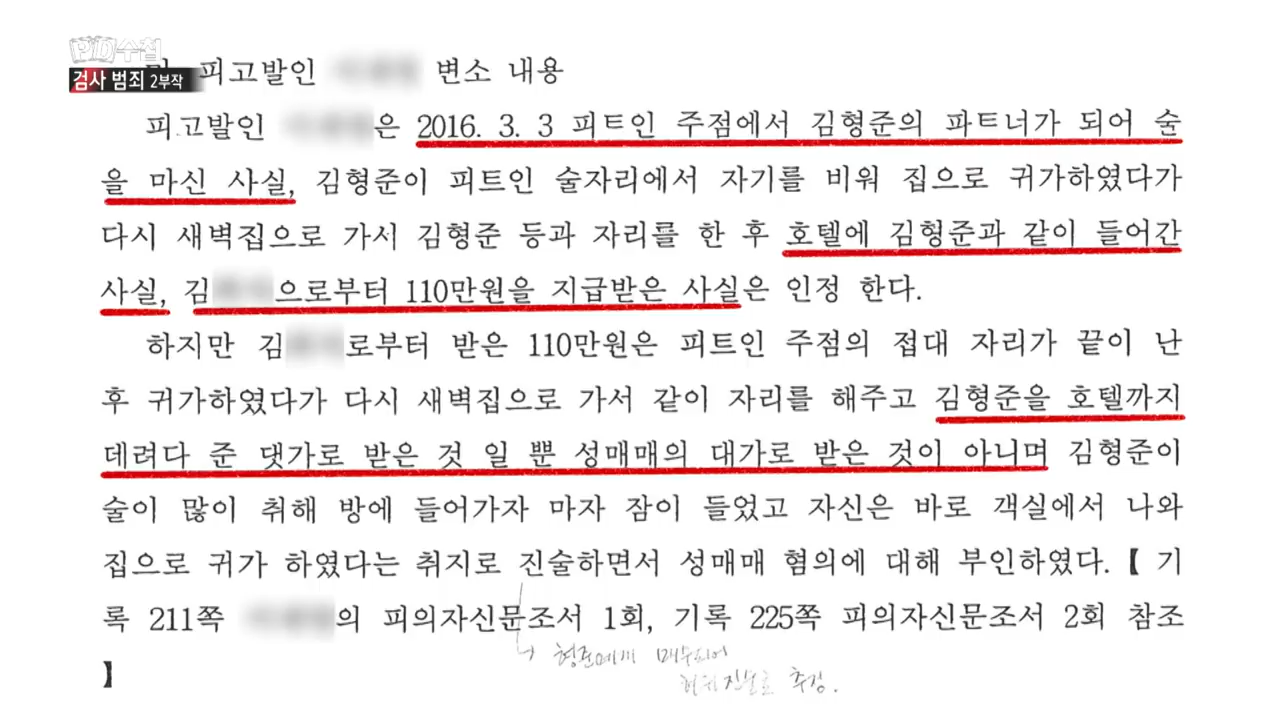 PD수첩
검사 범죄 2부작
피고발인 변소 내용
피고발인 은 2016. 3. 3 피트인 주점에서 김형준의 파트너가 되어 술
을 마신 사실, 김형준이 피트인 술자리에서 자기를 비워 집으로 귀가하였다가
다시 새벽집으로 가시 김형준 등과 자리를 한 후 호텔에 김형준과 같이 들어간
사실, 김 으로부터 110만원을 지급받은 사실은 인정 한다.
하지만 김 로부터 받은 110만원은 피트인 주점의 접대 자리가 끝이 난
후 귀가하였다가 다시 새벽집으로 가서 같이 자리를 해주고 김형준을 호텔까지
데려다 준 댓가로 받은 것 일 뿐 성매매의 대가로 받은 것이 아니며 김형준이
술이 많이 취해 방에 들어가자 마자 잠이 들었고 자신은 바로 객실에서 나와
집으로 귀가 하였다는 취지로 진술하면서 성매매 혐의에 대해 부인하였다.【 기
록 211쪽 의 피의자신문조서 1회, 기록 225쪽 피의자신문조서 2회 참조
】
형준에게 매수되어
허위진술로 추정.